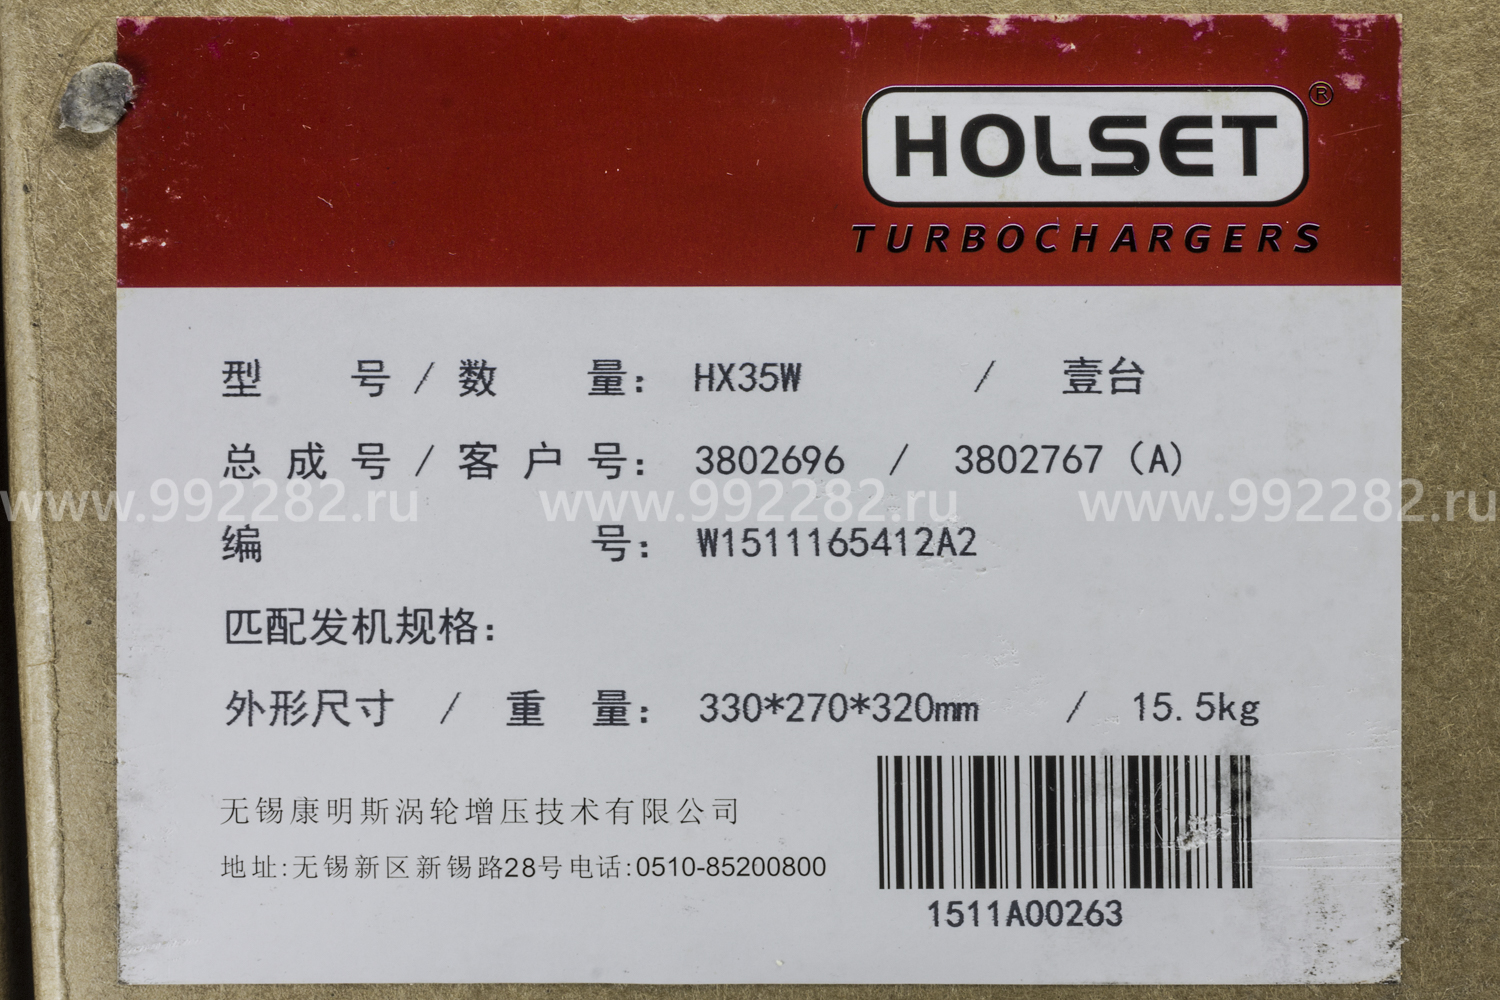 HOLSET®
TURBOCHARGERS
型 号 / 数 量: HX35W / 壹台
总 成 号 / 客 户 号: 3802696 / 3802767 (A)
www.992282.ru www.992282.ru www.992282.ru
编 号: W1511165412A2
匹配发机规格:
外形尺寸 / 重 量: 330*270*320mm / 15.5kg
无锡康明斯涡轮增压技术有限公司
地址:无锡新区新锡路28号电话:0510-85200800
1511A00263